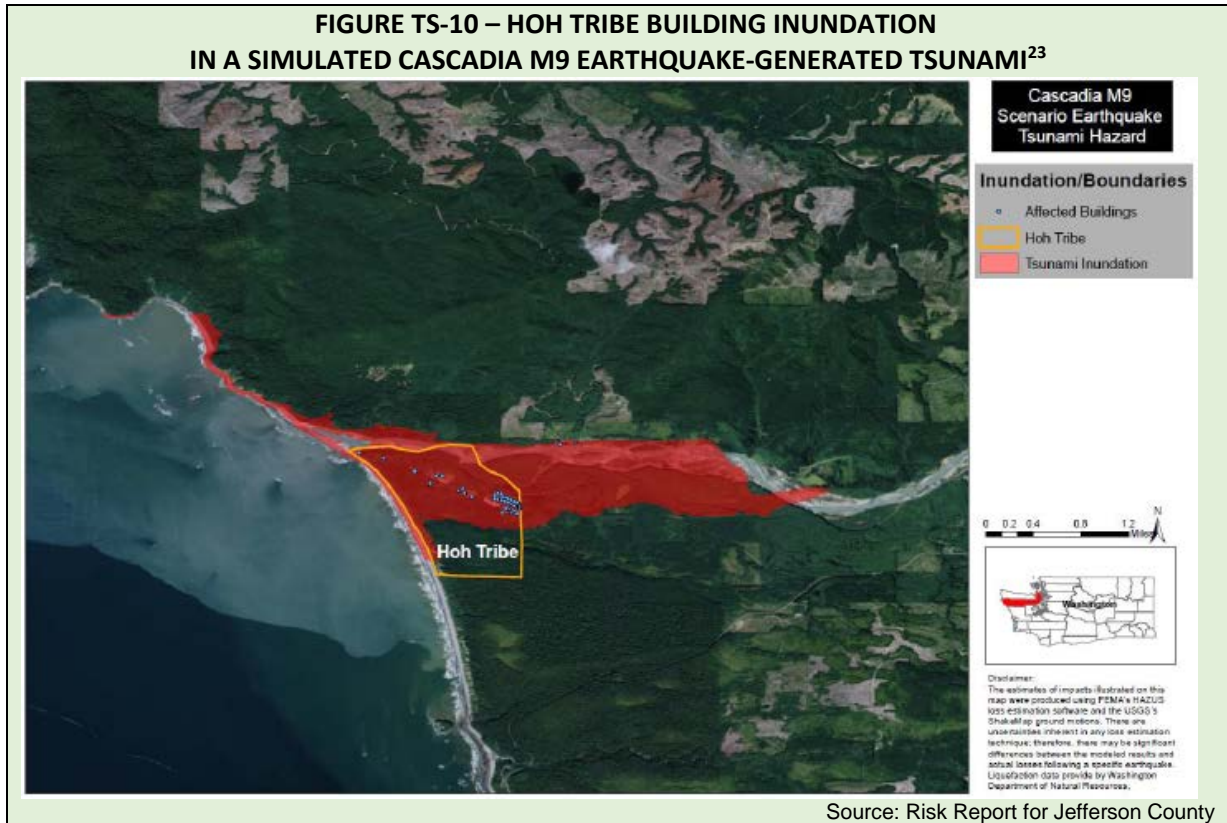 FIGURE TS-10 – HOH TRIBE BUILDING INUNDATION
IN A SIMULATED CASCADIA M9 EARTHQUAKE-GENERATED TSUNAMI23
Cascadia M9
Scenario Earthquake
Tsunami Hazard
Inundation/Boundaries
Affected Buildings
Hoh Tribe
Tsunami Inundation
Hoh Tribe
N
0 0.2 0.4 0.8 1.2
Miles
Washington
Disclaimer:
The estimates of impacts illustrated on this
map were produced using FEMA's HAZUS
loss estimation software and the USGS's
ShakeMap ground motions. There are
uncertainties inherent in any loss estimation
technique; therefore, there may be significant
differences between the modeled results and
actual losses following a specific earthquake.
Liquefaction data provide by Washington
Department of Natural Resources.
Source: Risk Report for Jefferson County